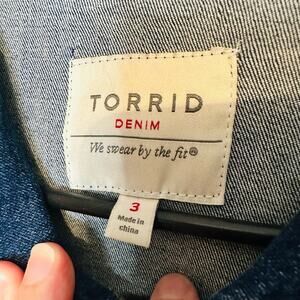 TORRID
DENIM
We swear by the fit®
3
Made in
china